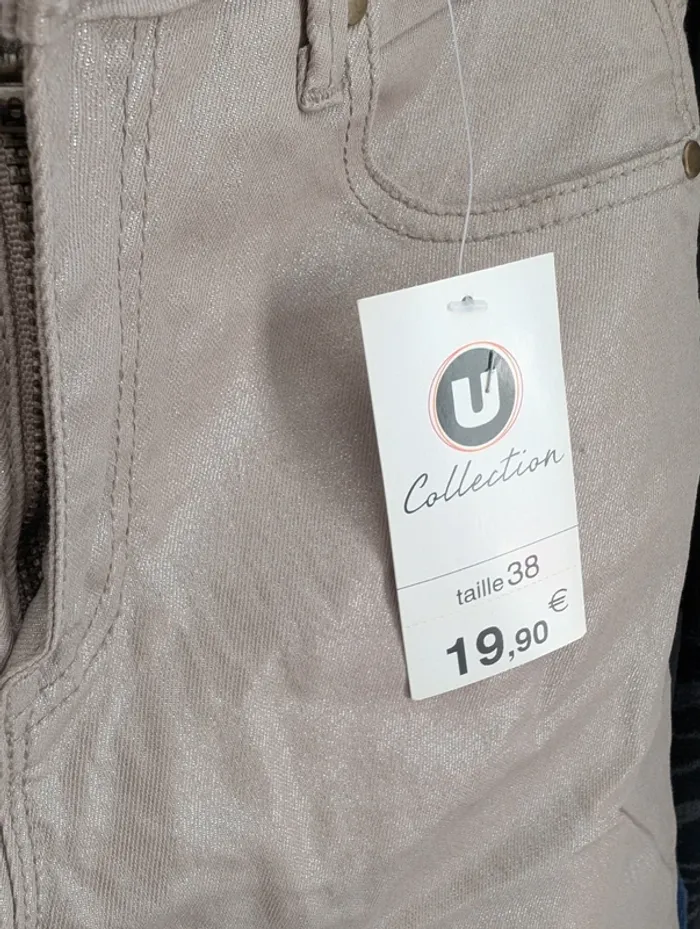 U
Collection
taille 38
19,90 €